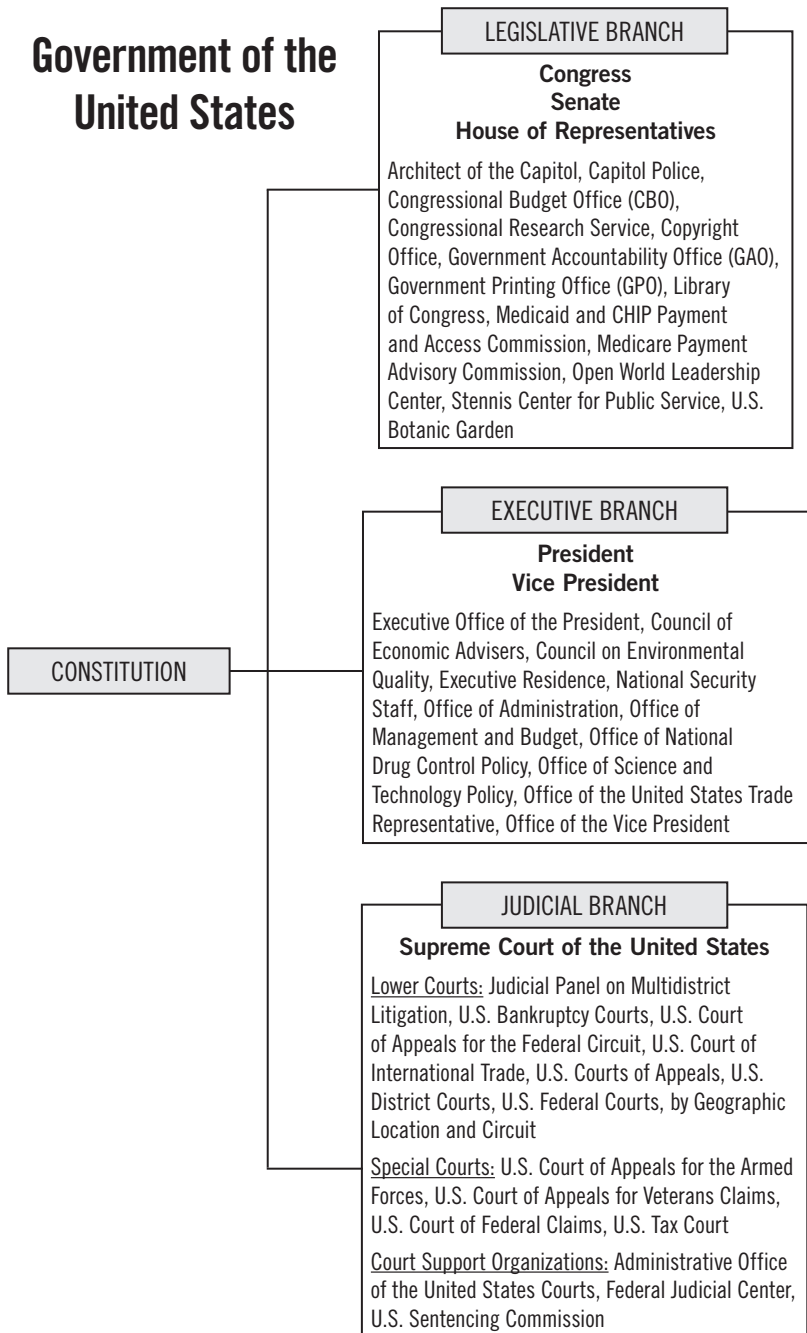 Government of the
United States
LEGISLATIVE BRANCH
Congress
Senate
House of Representatives
Architect of the Capitol, Capitol Police,
Congressional Budget Office (CBO),
Congressional Research Service, Copyright
Office, Government Accountability Office (GAO),
Government Printing Office (GPO), Library
of Congress, Medicaid and CHIP Payment
and Access Commission, Medicare Payment
Advisory Commission, Open World Leadership
Center, Stennis Center for Public Service, U.S.
Botanic Garden
EXECUTIVE BRANCH
President
Vice President
Executive Office of the President, Council of
Economic Advisers, Council on Environmental
Quality, Executive Residence, National Security
Staff, Office of Administration, Office of
Management and Budget, Office of National
Drug Control Policy, Office of Science and
Technology Policy, Office of the United States Trade
Representative, Office of the Vice President
CONSTITUTION
JUDICIAL BRANCH
Supreme Court of the United States
Lower Courts: Judicial Panel on Multidistrict
Litigation, U.S. Bankruptcy Courts, U.S. Court
of Appeals for the Federal Circuit, U.S. Court of
International Trade, U.S. Courts of Appeals, U.S.
District Courts, U.S. Federal Courts, by Geographic
Location and Circuit
Special Courts: U.S. Court of Appeals for the Armed
Forces, U.S. Court of Appeals for Veterans Claims,
U.S. Court of Federal Claims, U.S. Tax Court
Court Support Organizations: Administrative Office
of the United States Courts, Federal Judicial Center,
U.S. Sentencing Commission